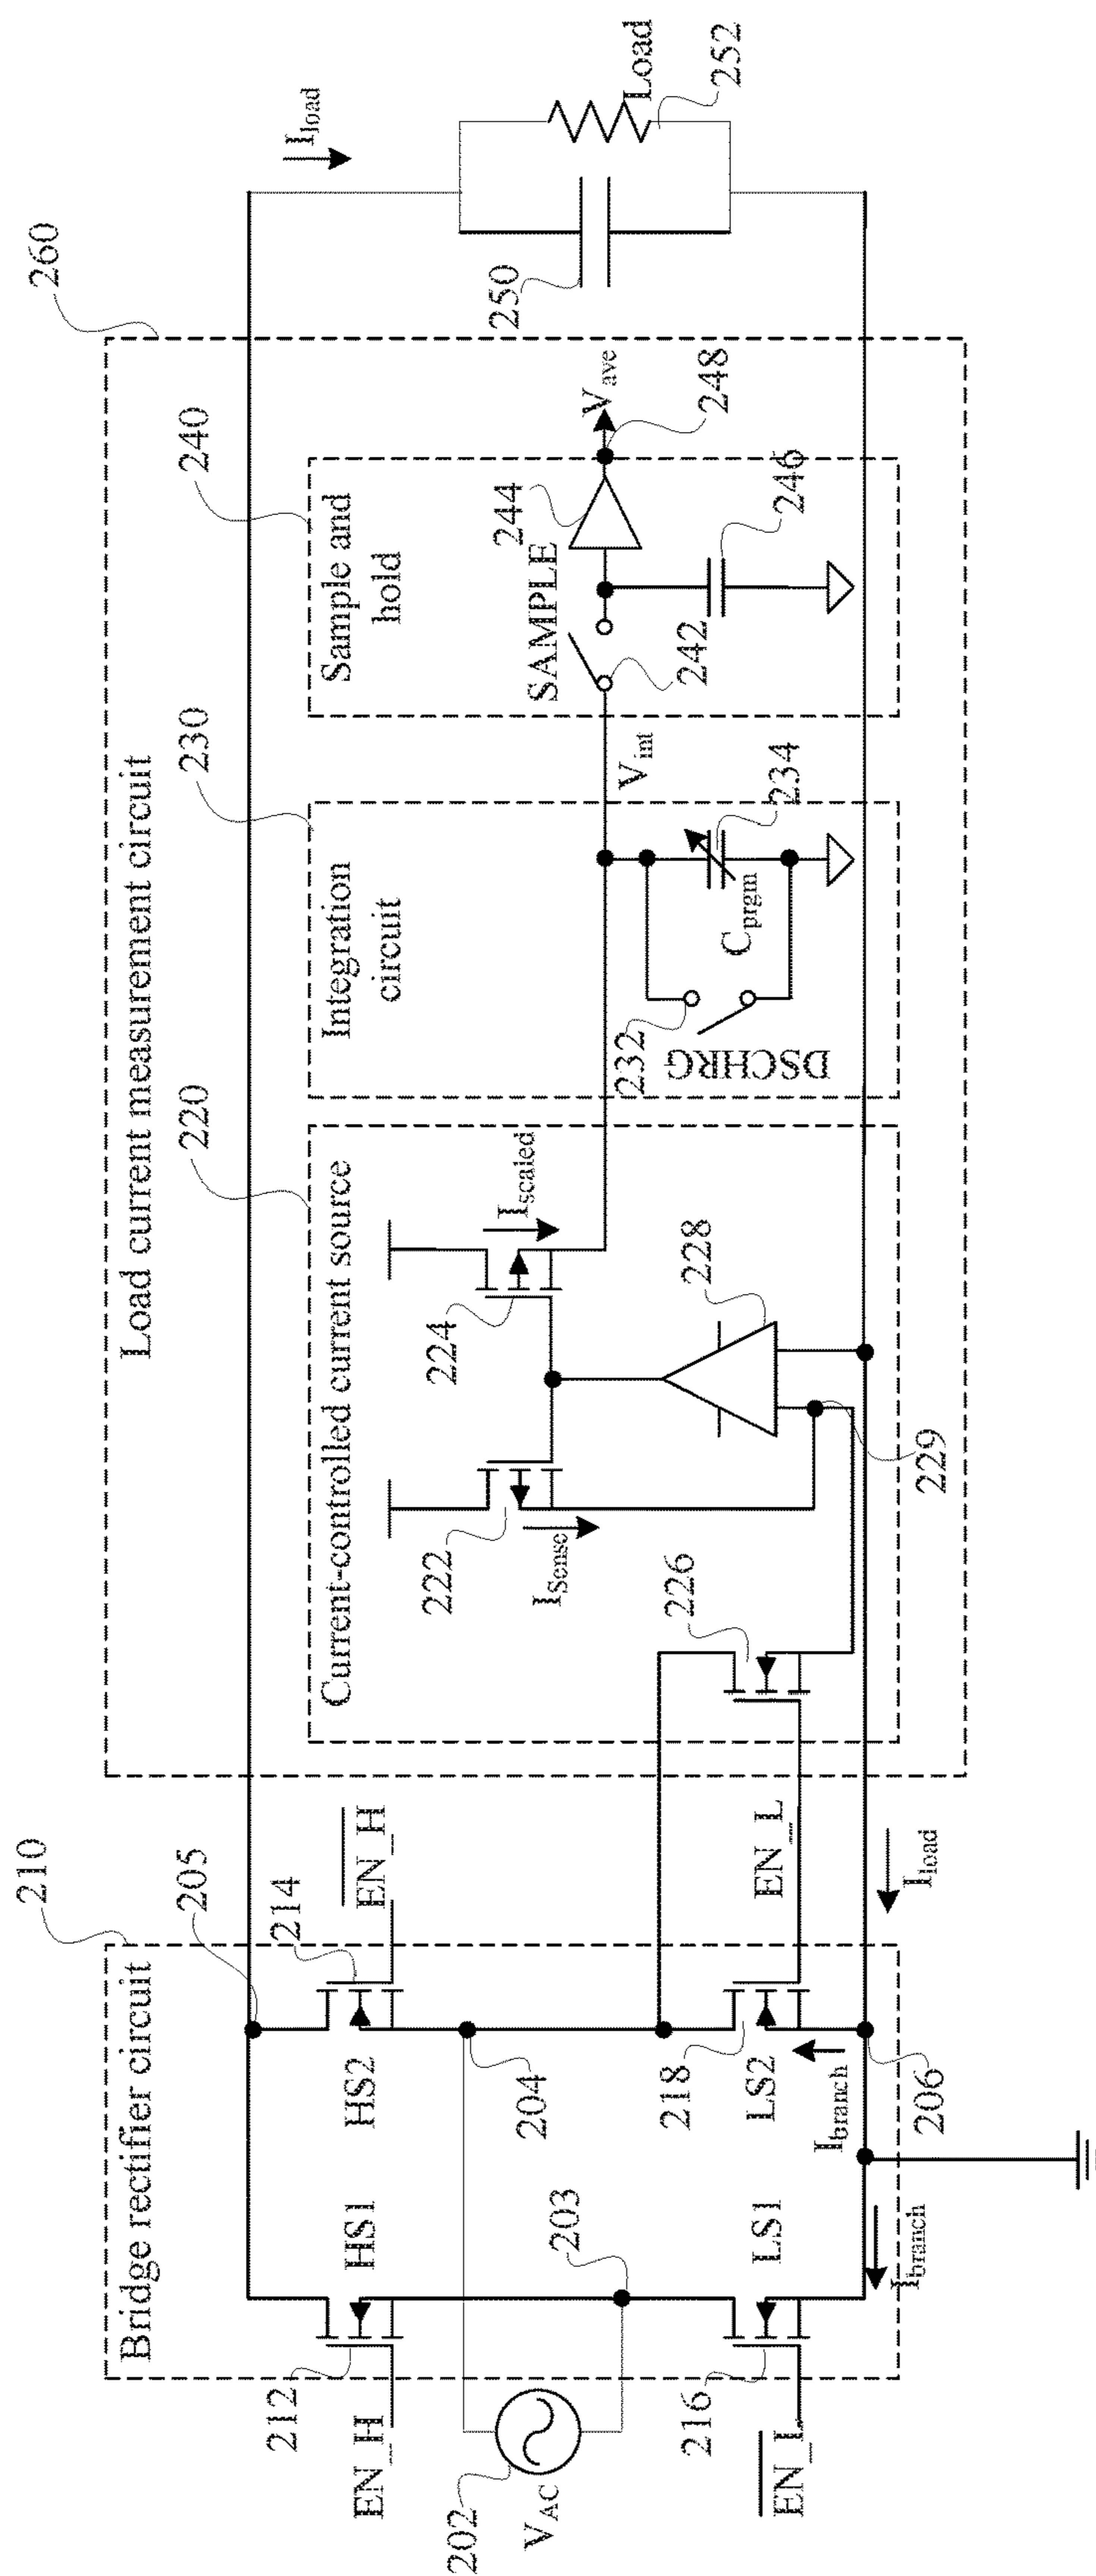 Bridge rectifier circuit
210
205
HS1
HS2
212
214
EN_H
EN_H
202
V_AC
204
203
LS1
LS2
216
218
EN_L
EN_L
I_branch
I_branch
206
I_load
Load current measurement circuit
260
Current-controlled current source
220
222
224
I_Sense
I_scaled
226
228
229
Integration
circuit
230
232
DSCHRG
C_prgm
234
V_int
Sample and
hold
240
SAMPLE
242
244
246
V_ave
248
250
I_load
Load
252